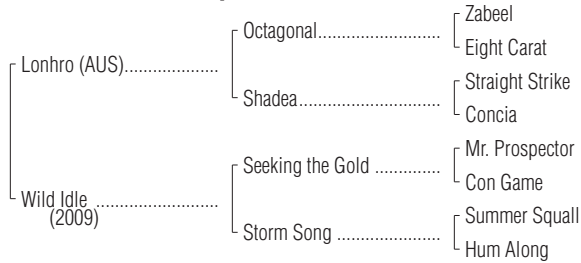 Zabeel
Octagonal......................
Eight Carat
Lonhro (AUS)....................
Straight Strike
Shadea.........................
Concia
Mr. Prospector
Seeking the Gold ...............
Con Game
Wild Idle .........................
(2009)
Summer Squall
Storm Song .....................
Hum Along